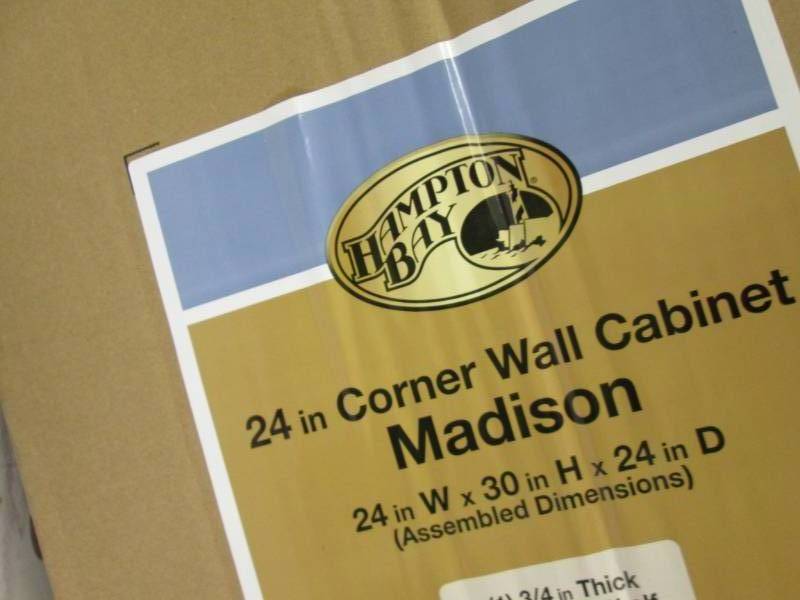 HAMPTON
BAY
24 in Corner Wall Cabinet
Madison
24 in W x 30 in H x 24 in D
(Assembled Dimensions)
3/4 in Thick